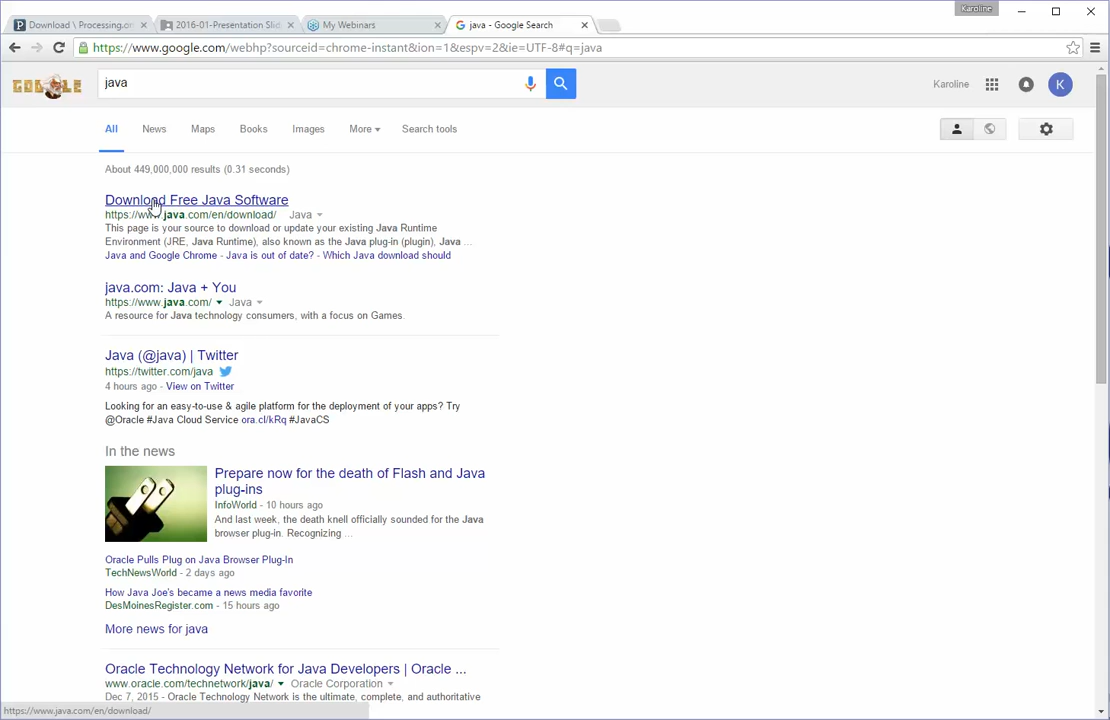 Karoline
Download \ Processing.or
2016-01-Presentation Slid
My Webinars
java - Google Search
https://www.google.com/webhp?sourceid=chrome-instant&ion=1&espv=2&ie=UTF-8#q=java
java
Karoline
K
All
News
Maps
Books
Images
More
Search tools
About 449,000,000 results (0.31 seconds)
Download Free Java Software
https://www.java.com/en/download/ Java
This page is your source to download or update your existing Java Runtime
Environment (JRE, Java Runtime), also known as the Java plug-in (plugin), Java ...
Java and Google Chrome - Java is out of date? - Which Java download should
java.com: Java + You
https://www.java.com/ Java
A resource for Java technology consumers, with a focus on Games.
Java (@java) | Twitter
https://twitter.com/java
4 hours ago - View on Twitter
Looking for an easy-to-use & agile platform for the deployment of your apps? Try
@Oracle #Java Cloud Service ora.cl/kRq #JavaCS
In the news
Prepare now for the death of Flash and Java
plug-ins
InfoWorld - 10 hours ago
And last week, the death knell officially sounded for the Java
browser plug-in. Recognizing ...
Oracle Pulls Plug on Java Browser Plug-In
TechNewsWorld - 2 days ago
How Java Joe's became a news media favorite
DesMoinesRegister.com - 15 hours ago
More news for java
Oracle Technology Network for Java Developers | Oracle ...
www.oracle.com/technetwork/java/ Oracle Corporation
Dec 7, 2015 - Oracle Technology Network is the ultimate, complete, and authoritative
https://www.java.com/en/download/